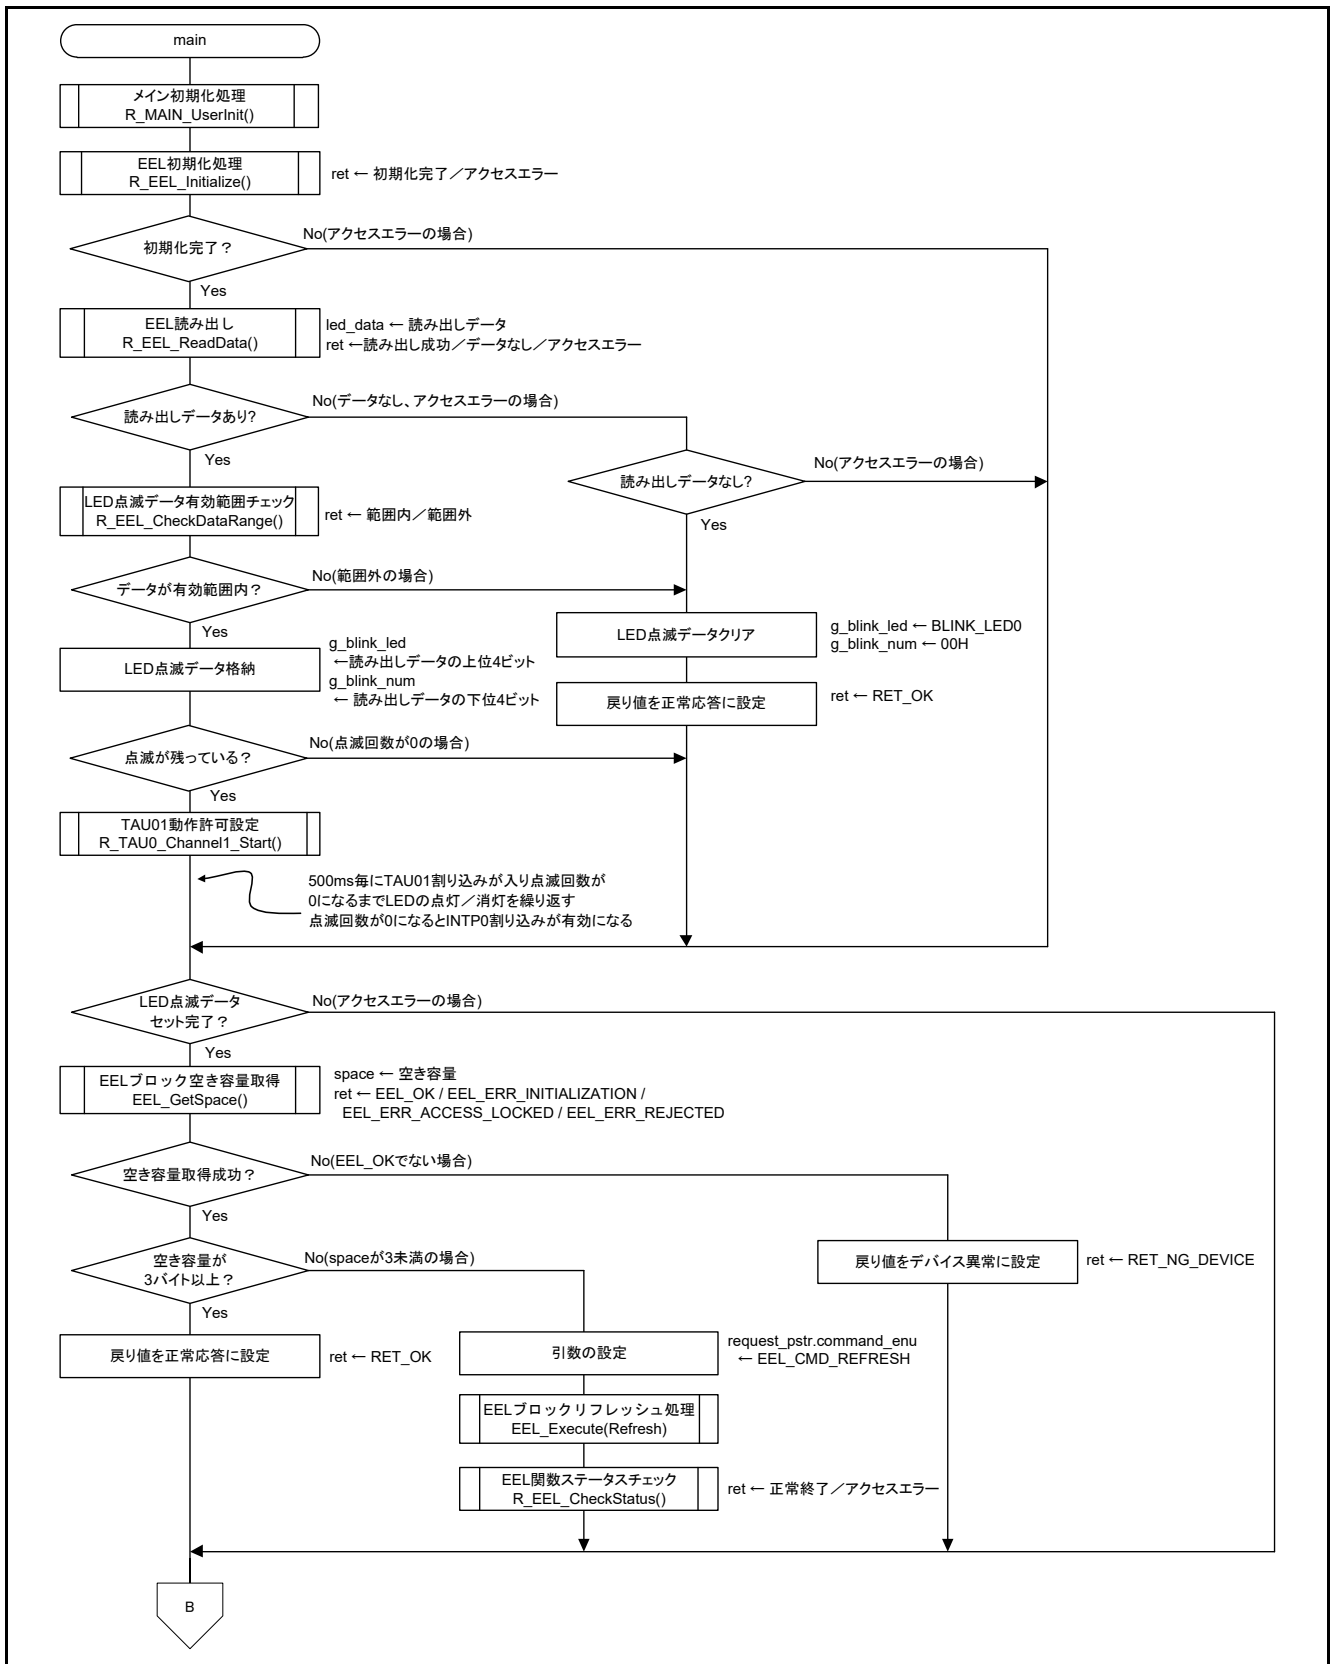 main
メイン初期化処理
R_MAIN_UserInit()
EEL初期化処理
R_EEL_Initialize()
ret ← 初期化完了／アクセスエラー
初期化完了？
No(アクセスエラーの場合)
Yes
EEL読み出し
R_EEL_ReadData()
led_data ← 読み出しデータ
ret ←読み出し成功／データなし／アクセスエラー
読み出しデータあり?
No(データなし、アクセスエラーの場合)
Yes
読み出しデータなし?
No(アクセスエラーの場合)
Yes
LED点滅データ有効範囲チェック
R_EEL_CheckDataRange()
ret ← 範囲内／範囲外
データが有効範囲内？
No(範囲外の場合)
Yes
LED点滅データクリア
g_blink_led ← BLINK_LED0
g_blink_num ← 00H
LED点滅データ格納
g_blink_led
←読み出しデータの上位4ビット
g_blink_num
← 読み出しデータの下位4ビット
戻り値を正常応答に設定
ret ← RET_OK
点滅が残っている？
No(点滅回数が0の場合)
Yes
TAU01動作許可設定
R_TAU0_Channel1_Start()
500ms毎にTAU01割り込みが入り点滅回数が
0になるまでLEDの点灯／消灯を繰り返す
点滅回数が0になるとINTP0割り込みが有効になる
LED点滅データ
セット完了？
No(アクセスエラーの場合)
Yes
EELブロック空き容量取得
EEL_GetSpace()
space ← 空き容量
ret ← EEL_OK / EEL_ERR_INITIALIZATION /
EEL_ERR_ACCESS_LOCKED / EEL_ERR_REJECTED
空き容量取得成功？
No(EEL_OKでない場合)
Yes
空き容量が
3バイト以上？
No(spaceが3未満の場合)
Yes
戻り値をデバイス異常に設定
ret ← RET_NG_DEVICE
戻り値を正常応答に設定
ret ← RET_OK
引数の設定
request_pstr.command_enu
← EEL_CMD_REFRESH
EELブロックリフレッシュ処理
EEL_Execute(Refresh)
EEL関数ステータスチェック
R_EEL_CheckStatus()
ret ← 正常終了／アクセスエラー
B